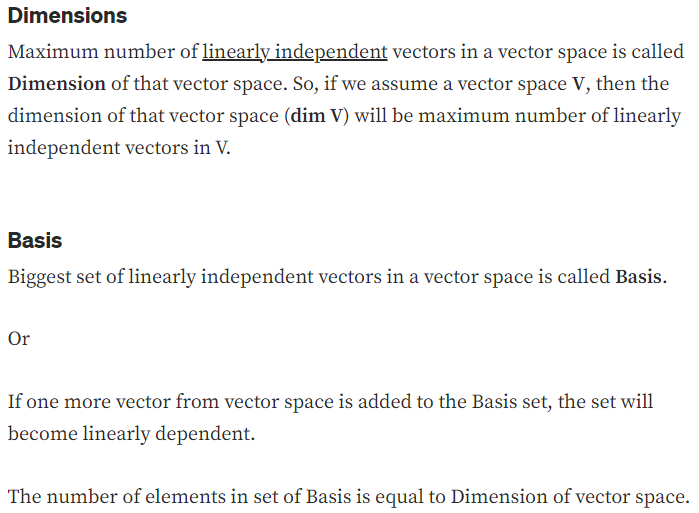 Dimensions
Maximum number of linearly independent vectors in a vector space is called
Dimension of that vector space. So, if we assume a vector space V, then the
dimension of that vector space (dim V) will be maximum number of linearly
independent vectors in V.
Basis
Biggest set of linearly independent vectors in a vector space is called Basis.
Or
If one more vector from vector space is added to the Basis set, the set will
become linearly dependent.
The number of elements in set of Basis is equal to Dimension of vector space.